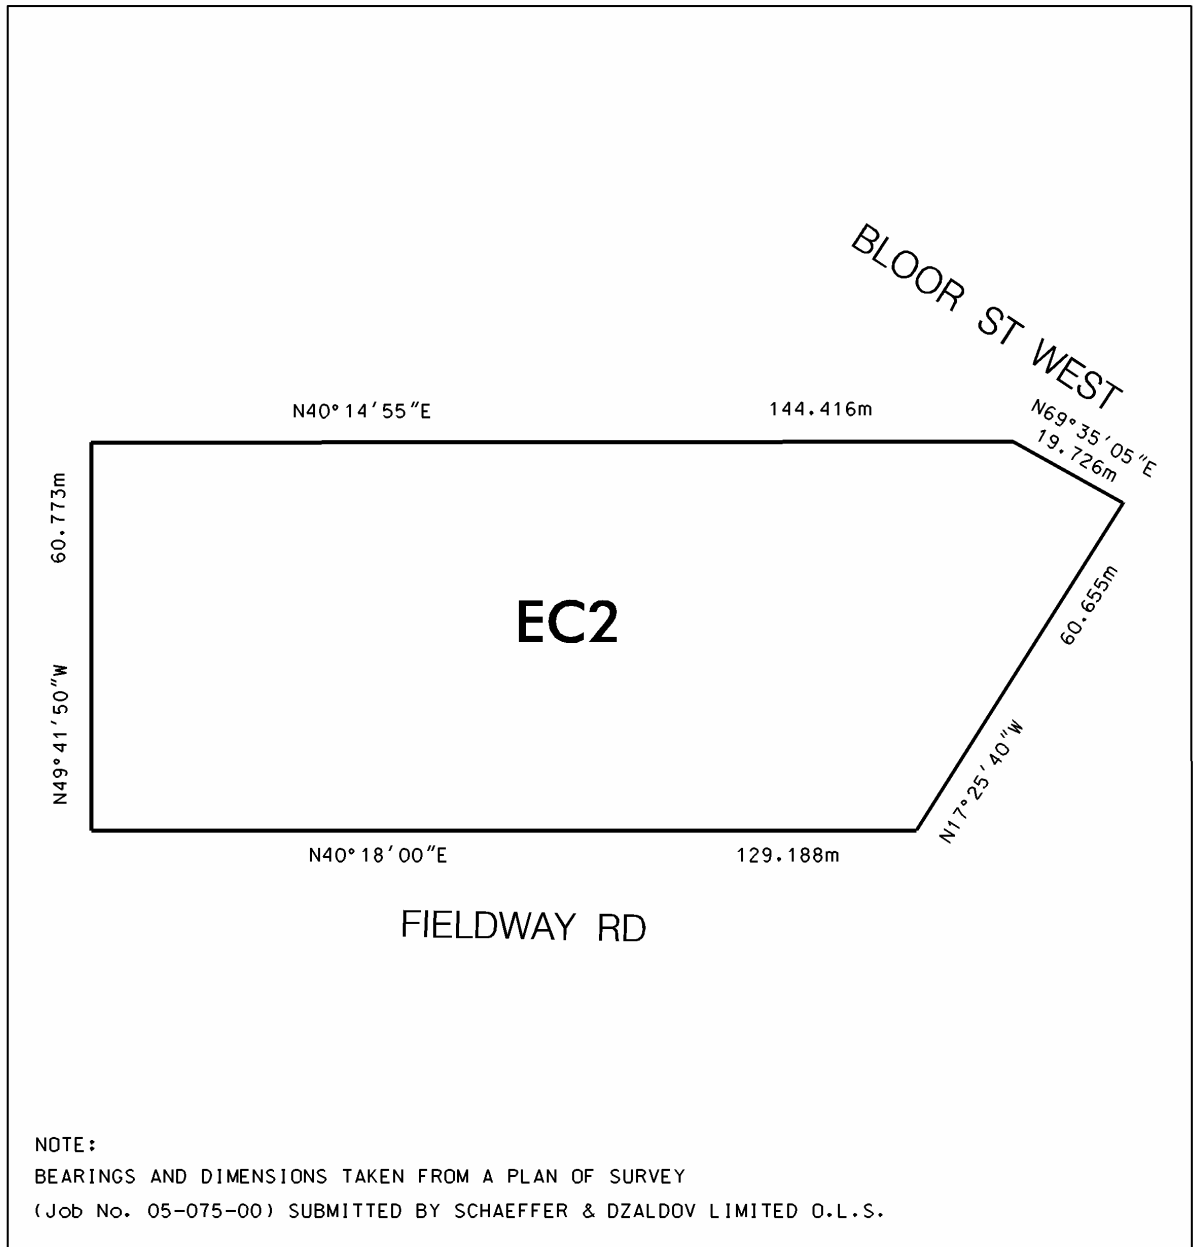 BLOOR ST WEST
N40°14'55"E
144.416m
N69°35'05"E
19.726m
60.773m
N49°41'50"W
EC2
60.655m
N17°25'40"W
N40°18'00"E
129.188m
FIELDWAY RD
NOTE:
BEARINGS AND DIMENSIONS TAKEN FROM A PLAN OF SURVEY
(Job No. 05-075-00) SUBMITTED BY SCHAEFFER & DZALDOV LIMITED O.L.S.